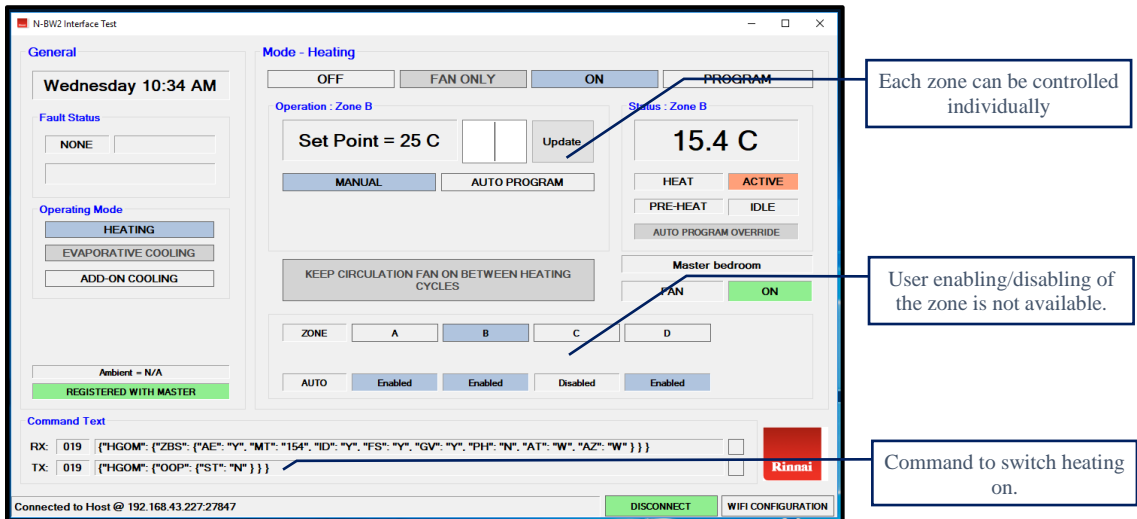 N-BW2 Interface Test
General
Wednesday 10:34 AM
Fault Status
NONE
Operating Mode
HEATING
EVAPORATIVE COOLING
ADD-ON COOLING
Ambient = N/A
REGISTERED WITH MASTER
Mode - Heating
OFF FAN ONLY ON PROGRAM
Operation : Zone B
Set Point = 25 C Update
MANUAL AUTO PROGRAM
KEEP CIRCULATION FAN ON BETWEEN HEATING
CYCLES
Status : Zone B
15.4 C
HEAT ACTIVE
PRE-HEAT IDLE
AUTO PROGRAM OVERRIDE
Master bedroom
FAN ON
ZONE A B C D
AUTO Enabled Enabled Disabled Enabled
Command Text
RX: 019 {"HGOM": {"ZBS": {"AE": "Y", "MT": "154", "ID": "Y", "FS": "Y", "GV": "Y", "PH": "N", "AT": "W", "AZ": "W" } } }
TX: 019 {"HGOM": {"OOP": {"ST": "N" } } }
Rinnai
Connected to Host @ 192.168.43.227:27847 DISCONNECT WIFI CONFIGURATION
Each zone can be controlled
individually
User enabling/disabling of
the zone is not available.
Command to switch heating
on.